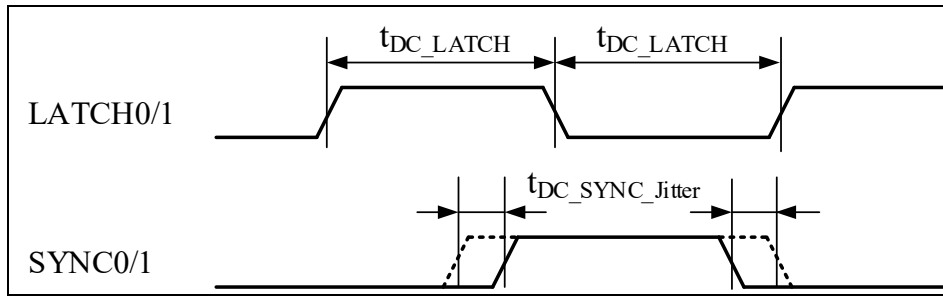 tDC_LATCH tDC_LATCH
LATCH0/1
tDC_SYNC_Jitter
SYNC0/1